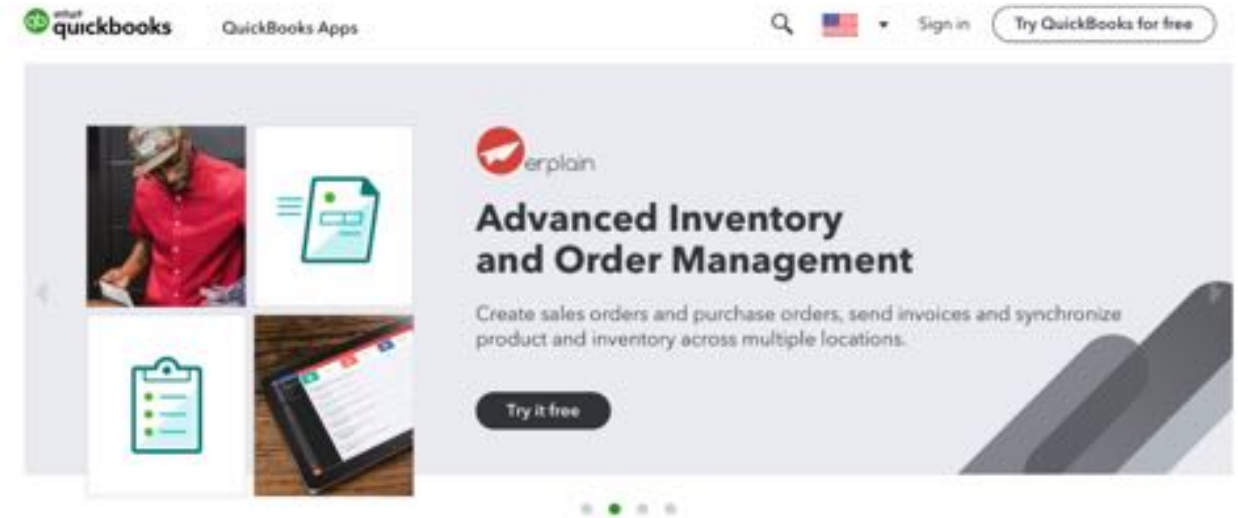 intuit
quickbooks
QuickBooks Apps
Sign in
Try QuickBooks for free
erplain
Advanced Inventory
and Order Management
Create sales orders and purchase orders, send invoices and synchronize
product and inventory across multiple locations.
Try it free